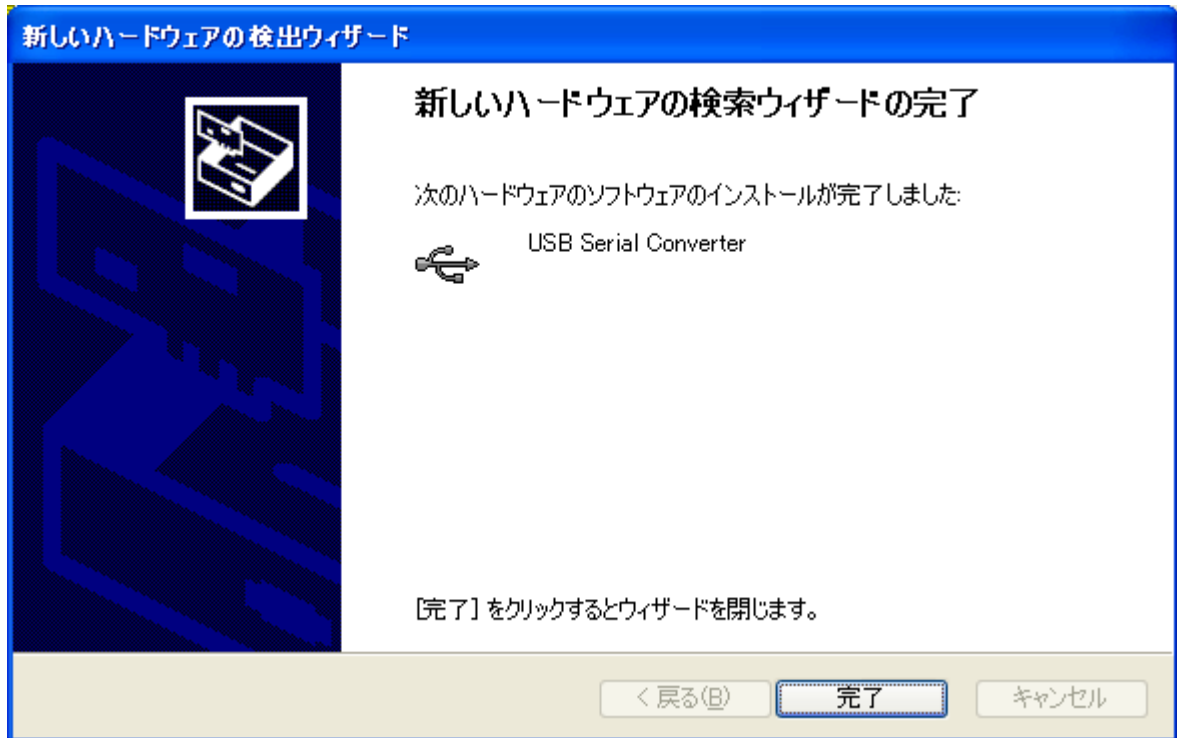 新しいハードウェアの検出ウィザード
新しいハードウェアの検索ウィザードの完了
次のハードウェアのソフトウェアのインストールが完了しました:
USB Serial Converter
[完了] をクリックするとウィザードを閉じます。
< 戻る(B)
完了
キャンセル